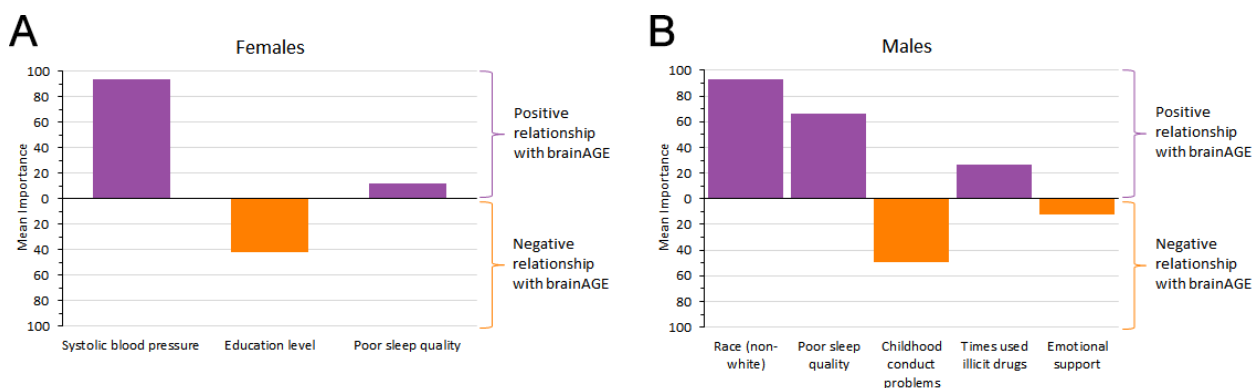 A
Females
Mean Importance
100
80
60
40
20
0
20
40
60
80
100
Systolic blood pressure
Education level
Poor sleep quality
Positive
relationship
with brainAGE
Negative
relationship
with brainAGE
B
Males
Mean Importance
100
80
60
40
20
0
20
40
60
80
100
Race (non-
white)
Poor sleep
quality
Childhood
conduct
problems
Times used
illicit drugs
Emotional
support
Positive
relationship
with brainAGE
Negative
relationship
with brainAGE